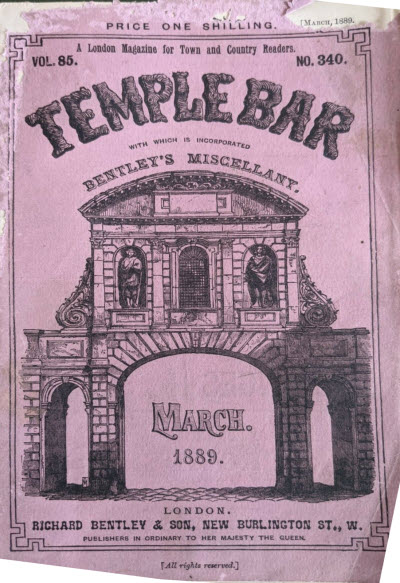 PRICE ONE SHILLING.
[MARCH, 1889.
A London Magazine for Town and Country Readers.
VOL. 85.
NO. 340.
TEMPLE BAR
WITH WHICH IS INCORPORATED
BENTLEY'S MISCELLANY.
MARCH.
1889.
LONDON.
RICHARD BENTLEY & SON, NEW BURLINGTON ST., W.
PUBLISHERS IN ORDINARY TO HER MAJESTY THE QUEEN.
[All rights reserved.]